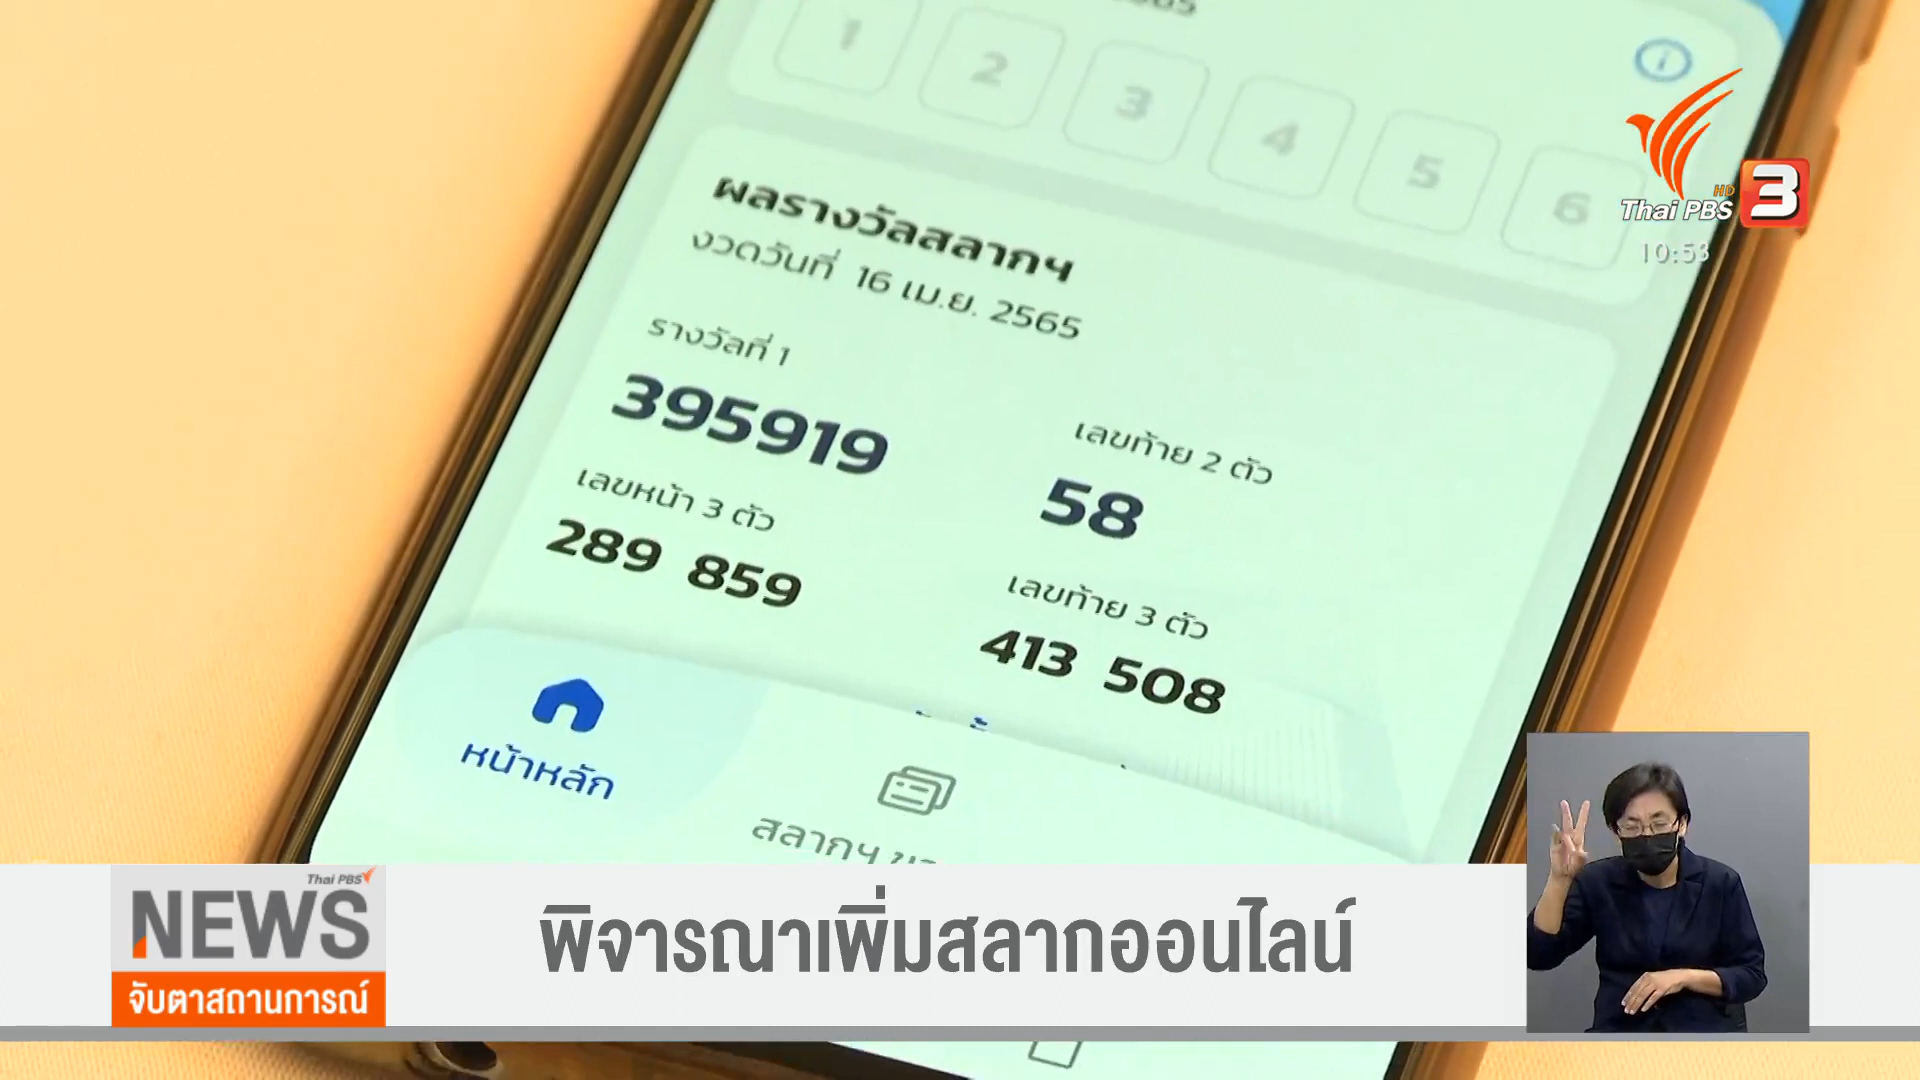 1 2 3 4 5 6
ผลรางวัลสลากฯ
งวดวันที่ 16 เม.ย. 2565
รางวัลที่ 1
395919
เลขท้าย 2 ตัว
58
เลขหน้า 3 ตัว
289 859
เลขท้าย 3 ตัว
413 508
หน้าหลัก
สลากฯ
HD
Thai PBS 3
10:53
Thai PBS
NEWS
จับตาสถานการณ์
พิจารณาเพิ่มสลากออนไลน์